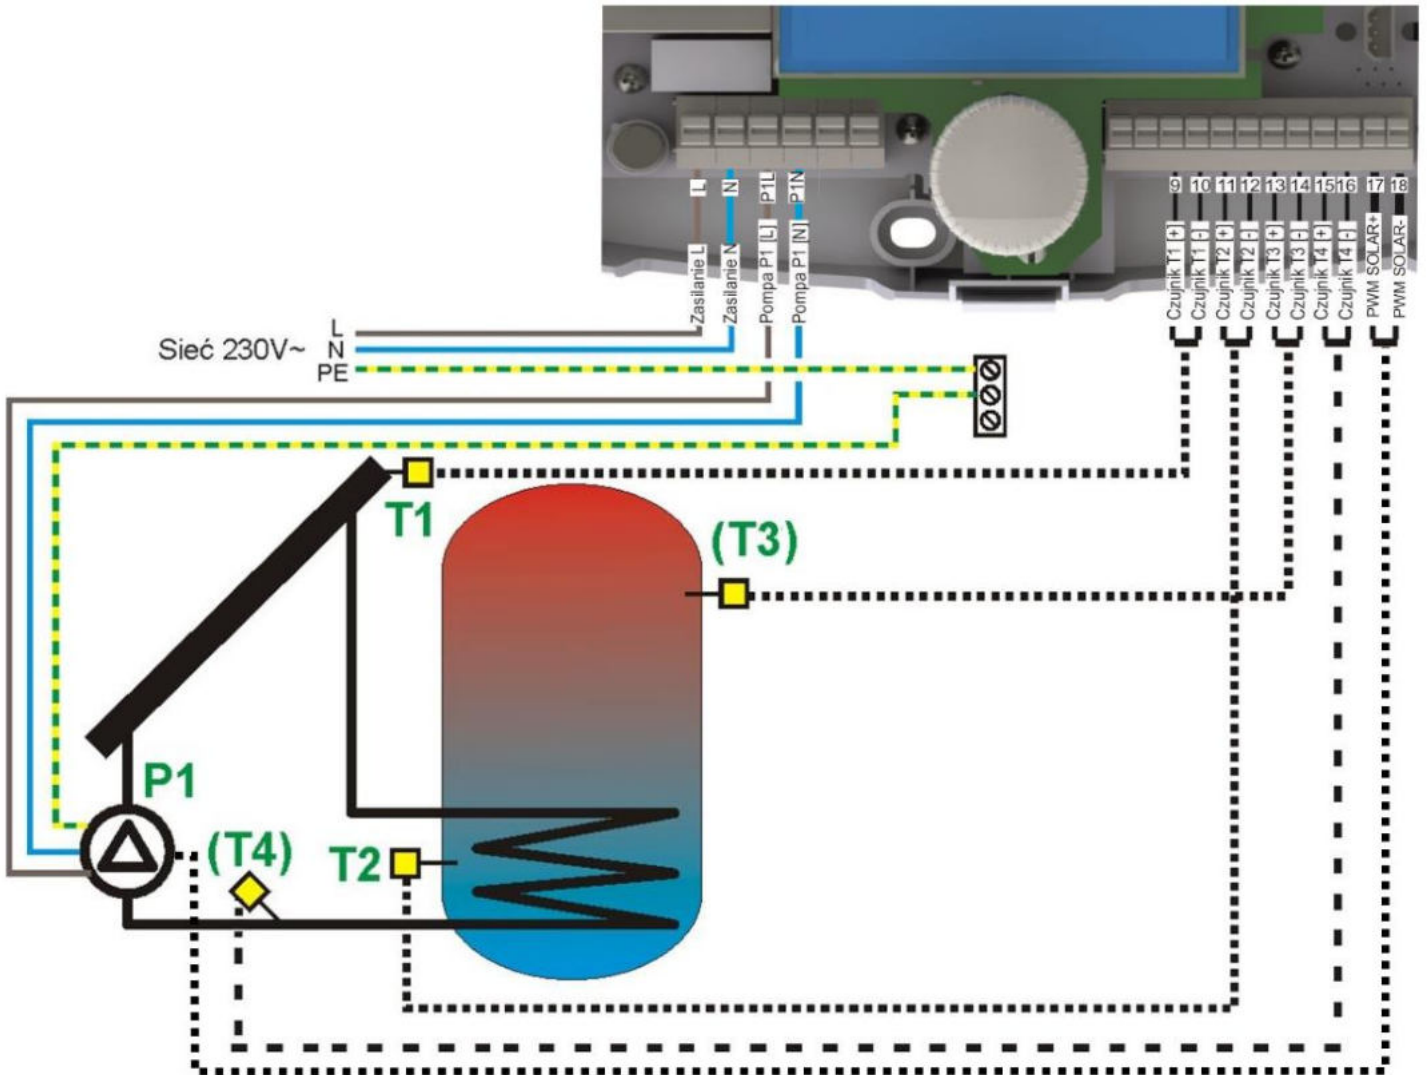 L
N
P1L
P1N
Zasilanie L
Zasilanie N
Pompa P1 [L]
Pompa P1 [N]
9
10
11
12
13
14
15
16
17
18
Czujnik T1 [+]
Czujnik T1 [-]
Czujnik T2 [+]
Czujnik T2 [-]
Czujnik T3 [+]
Czujnik T3 [-]
Czujnik T4 [+]
Czujnik T4 [-]
PWM SOLAR+
PWM SOLAR-
Sieć 230V~
L
N
PE
T1
(T3)
P1
(T4)
T2